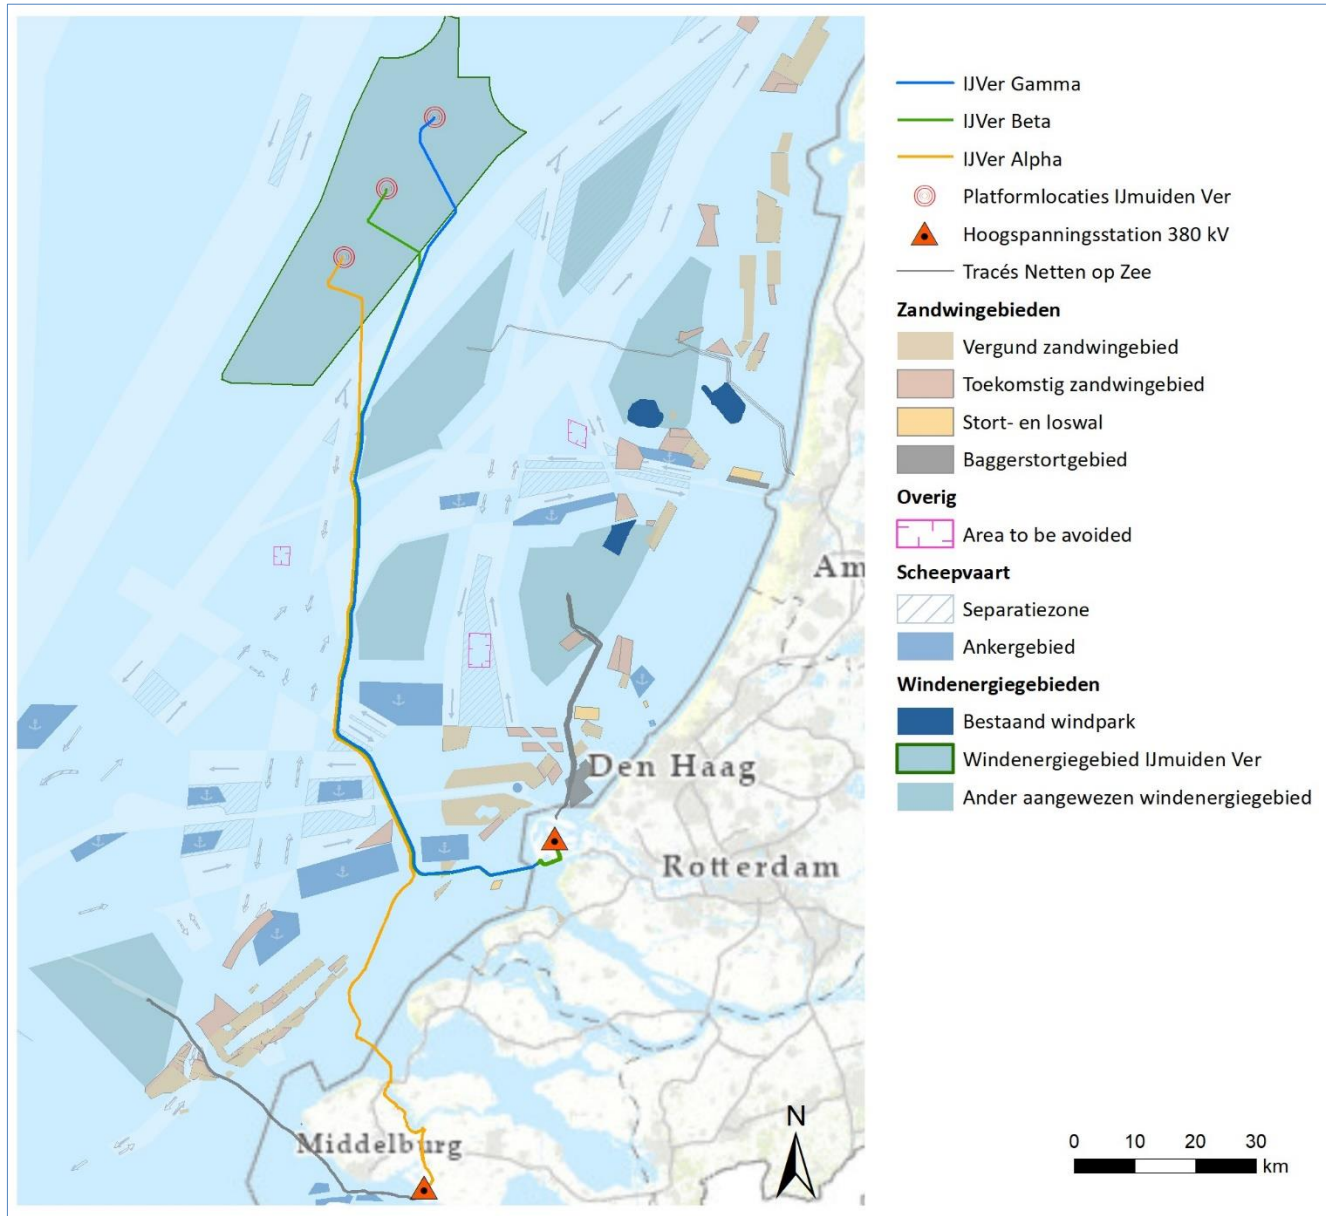 IJVer Gamma
IJVer Beta
IJVer Alpha
Platformlocaties IJmuiden Ver
Hoogspanningsstation 380 kV
Tracés Netten op Zee
Zandwingebieden
Vergund zandwingebied
Toekomstig zandwingebied
Stort- en loswal
Baggerstortgebied
Overig
Area to be avoided
Scheepvaart
Separatiezone
Ankergebied
Windenergiegebieden
Bestaand windpark
Windenergiegebied IJmuiden Ver
Ander aangewezen windenergiegebied
Am
Den Haag
Rotterdam
Middelburg
N
0 10 20 30
km